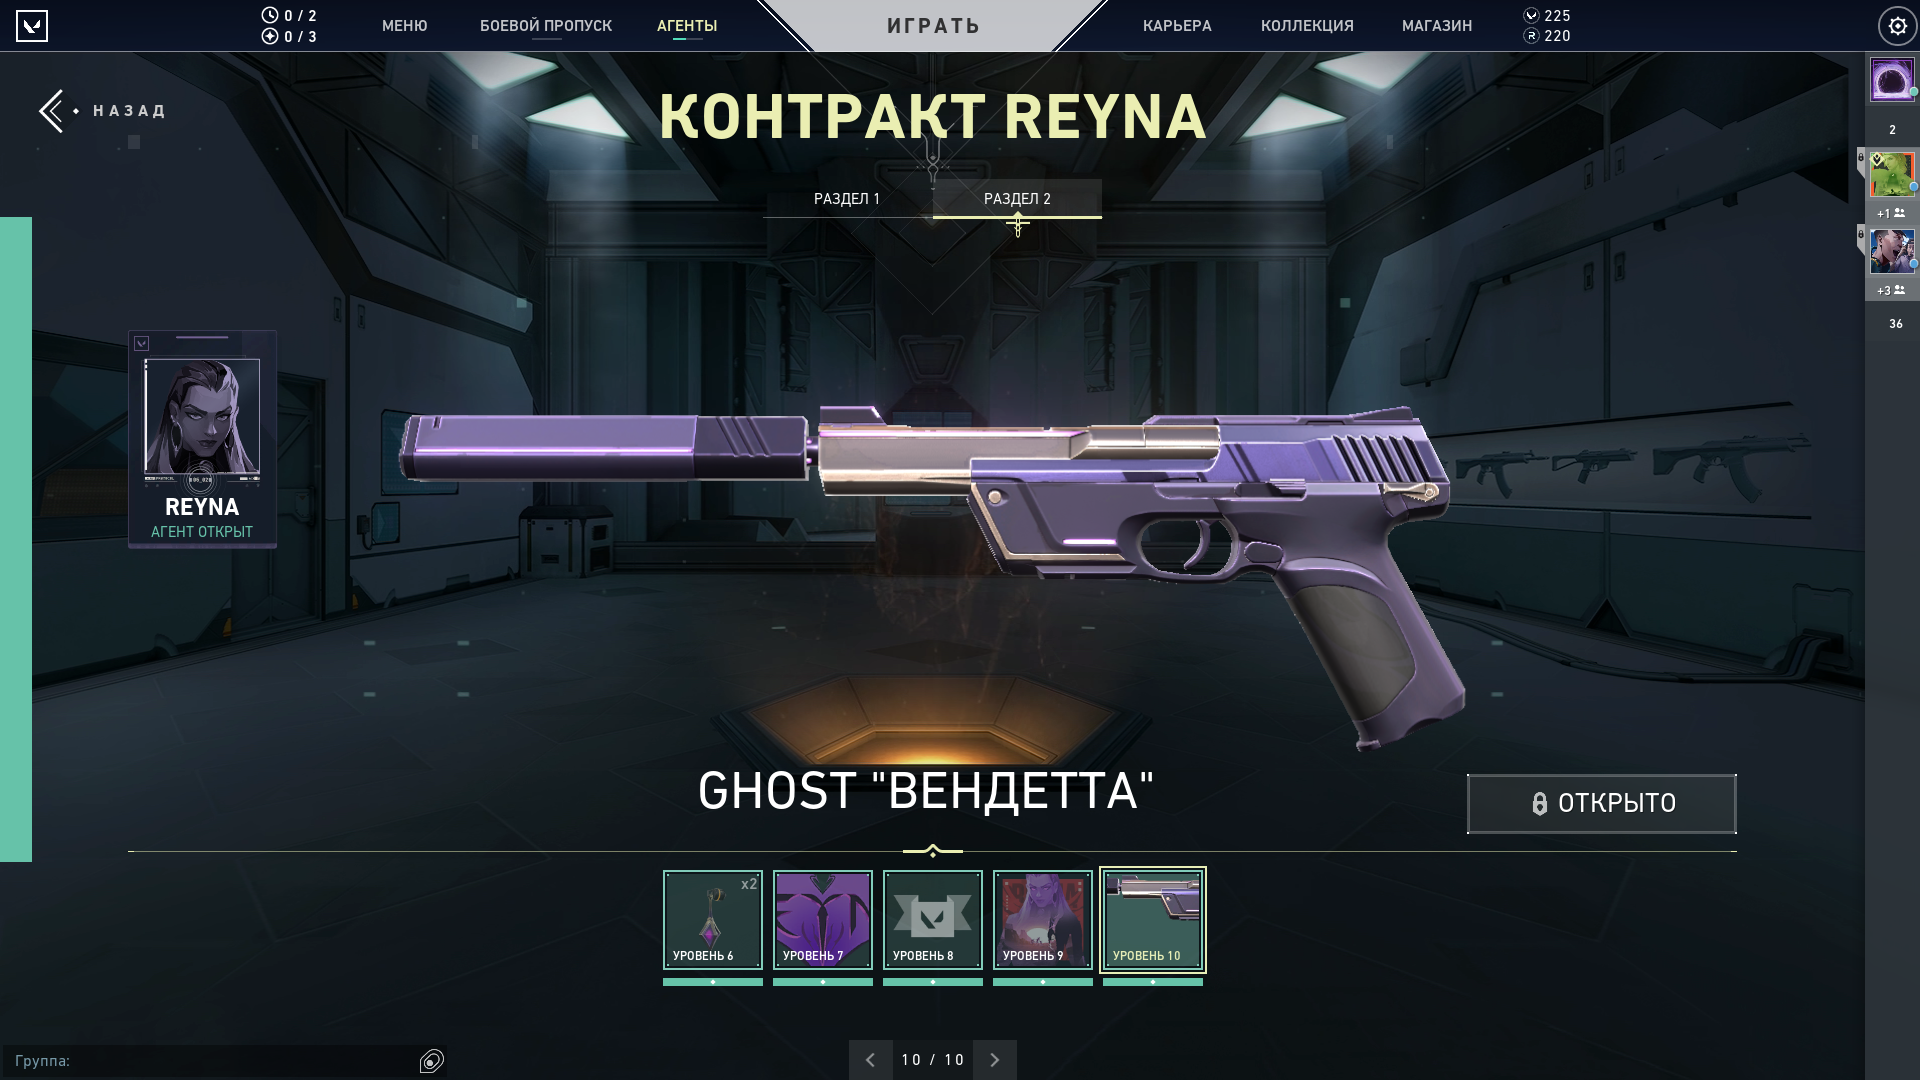 0 / 2
0 / 3
МЕНЮ
БОЕВОЙ ПРОПУСК
АГЕНТЫ
ИГРАТЬ
КАРЬЕРА
КОЛЛЕКЦИЯ
МАГАЗИН
225
220
НАЗАД
КОНТРАКТ REYNA
РАЗДЕЛ 1
РАЗДЕЛ 2
2
+1
+3
36
REYNA
АГЕНТ ОТКРЫТ
GHOST "ВЕНДЕТТА"
ОТКРЫТО
x2
УРОВЕНЬ 6
УРОВЕНЬ 7
УРОВЕНЬ 8
УРОВЕНЬ 9
УРОВЕНЬ 10
Группа:
10 / 10